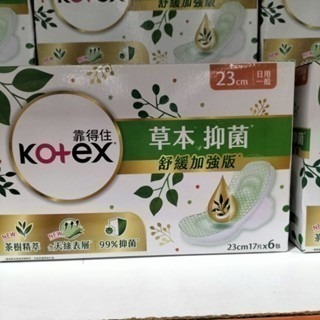 23cm 日用一般
靠得住
Kotex
草本 抑菌
舒緩加強版
NEW 茶樹精萃
NEW 天絲表層
99%抑菌
23cm17片x6包